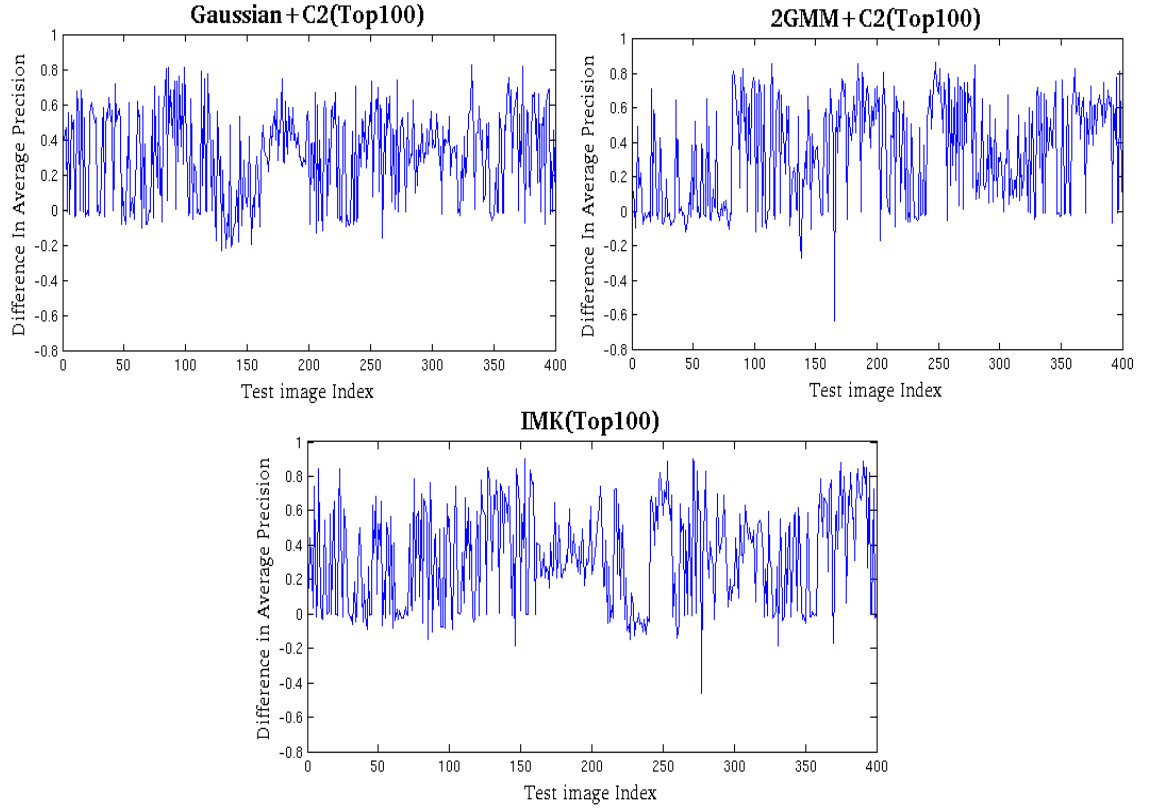 Gaussian+C2(Top100)
1
0.8
0.6
0.4
0.2
0
-0.2
-0.4
-0.6
-0.8
Difference In Average Precision
0 50 100 150 200 250 300 350 400
Test image Index
2GMM+C2(Top100)
1
0.8
0.6
0.4
0.2
0
-0.2
-0.4
-0.6
-0.8
Difference in Average Precision
0 50 100 150 200 250 300 350 400
Test image Index
IMK(Top100)
1
0.8
0.6
0.4
0.2
0
-0.2
-0.4
-0.6
-0.8
Difference in Average Precision
0 50 100 150 200 250 300 350 400
Test image Index